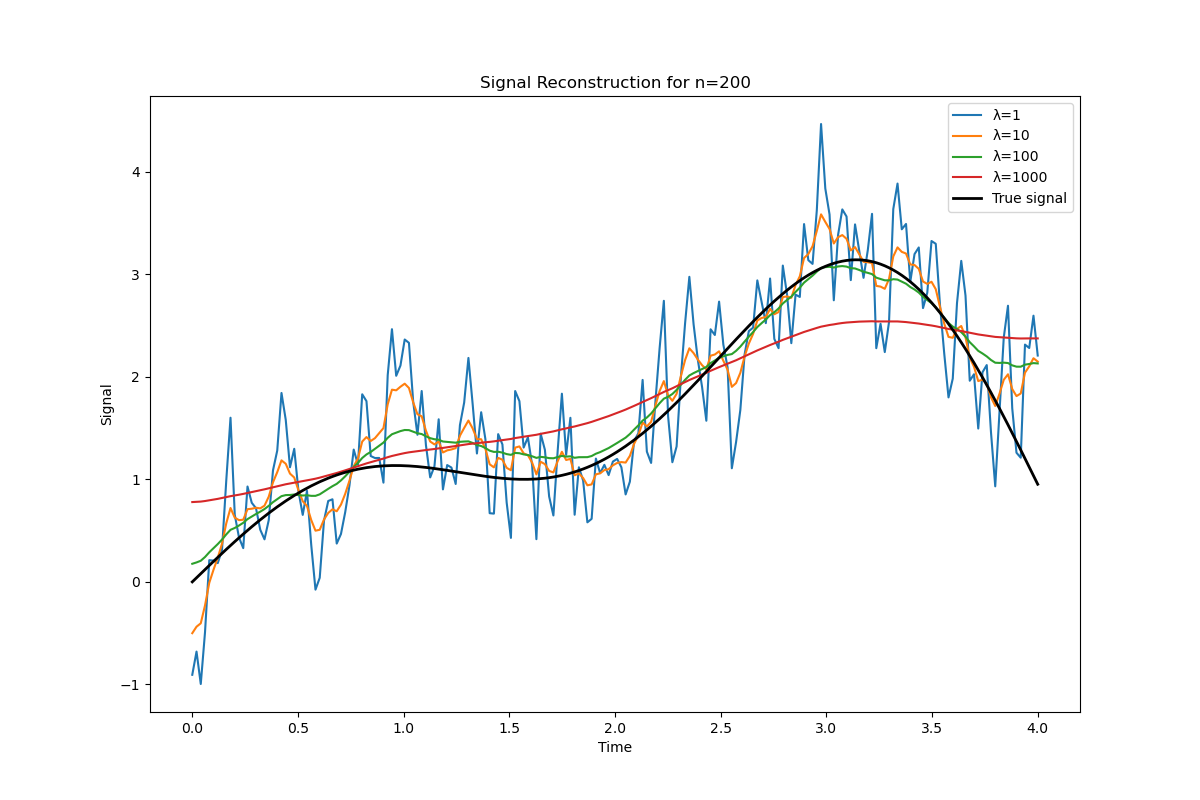 Signal Reconstruction for n=200
λ=1
λ=10
λ=100
λ=1000
True signal
Signal
4
3
2
1
0
−1
0.0 0.5 1.0 1.5 2.0 2.5 3.0 3.5 4.0
Time